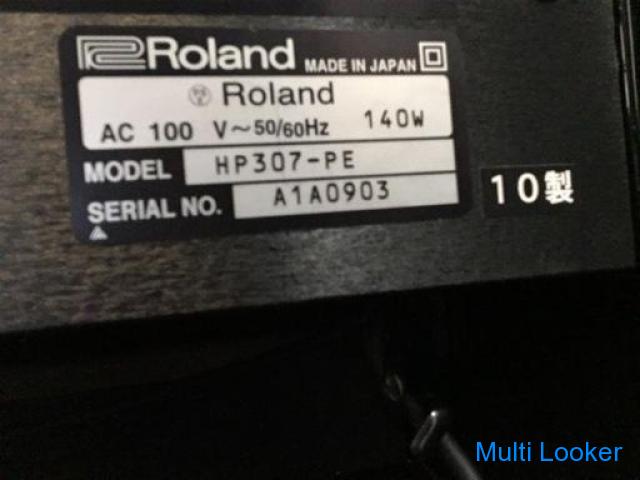 Roland MADE IN JAPAN
Roland
AC 100 V~50/60Hz 140W
MODEL HP307-PE
SERIAL NO. A1A0903
10製
Multi Looker